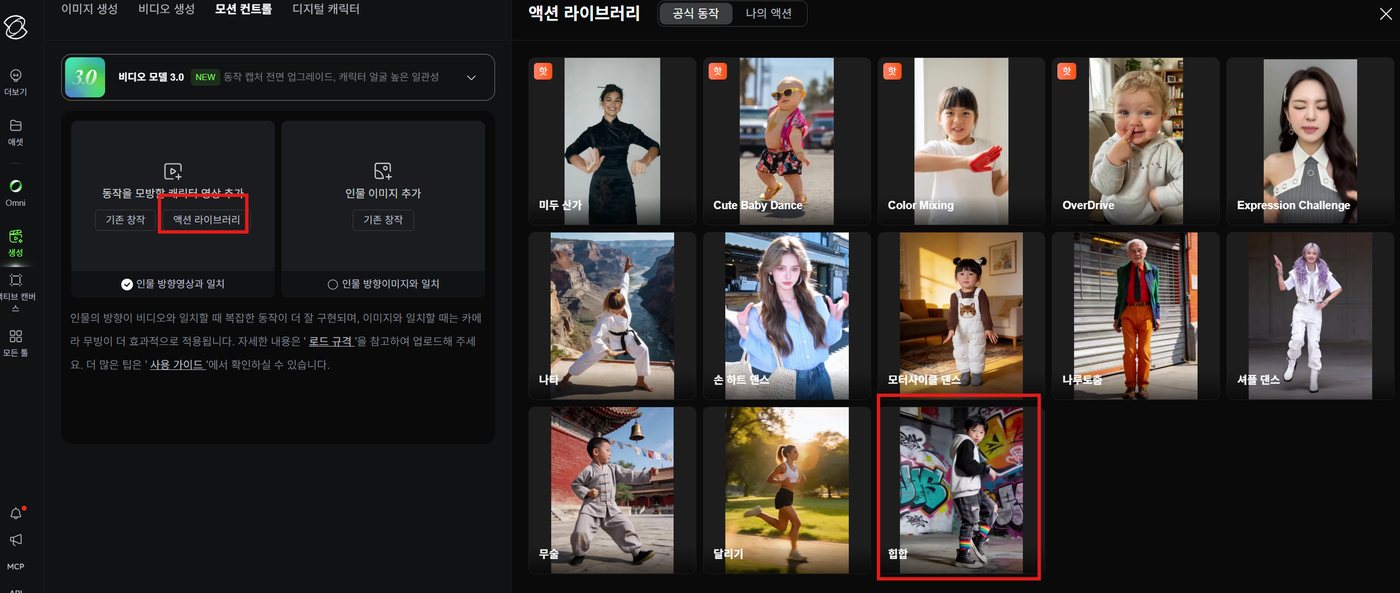 이미지 생성
비디오 생성
모션 컨트롤
디지털 캐릭터
더보기
애셋
Omni
생성
모든 툴
MCP
3.0
비디오 모델 3.0 NEW 동작 캡처 전면 업그레이드, 캐릭터 얼굴 높은 일관성
동작을 모방할 캐릭터 영상 추가
기존 창작
액션 라이브러리
인물 방향영상과 일치
인물 이미지 추가
기존 창작
인물 방향이미지와 일치
인물의 방향이 비디오와 일치할 때 복잡한 동작이 더 잘 구현되며, 이미지와 일치할 때는 카메
라 무빙이 더 효과적으로 적용됩니다. 자세한 내용은 ' 로드 규격 '을 참고하여 업로드해 주세
요. 더 많은 팁은 ' 사용 가이드 '에서 확인하실 수 있습니다.
액션 라이브러리
공식 동작
나의 액션
핫
미두 산가
핫
Cute Baby Dance
핫
Color Mixing
핫
OverDrive
Expression Challenge
나타
손 하트 댄스
모터사이클 댄스
나루토춤
셔플 댄스
무술
달리기
힙합